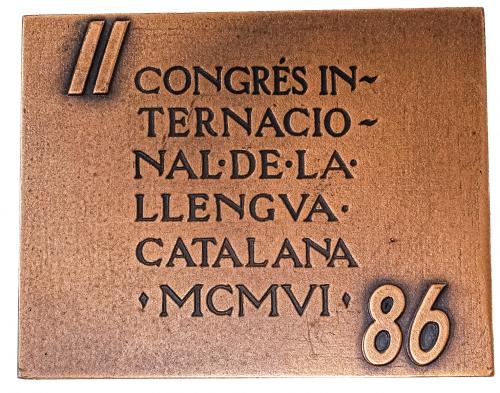 II
CONGRÉS IN~
TERNACIO~
NAL·DE·LA·
LLENGVA·
CATALANA
·MCMVI·
86